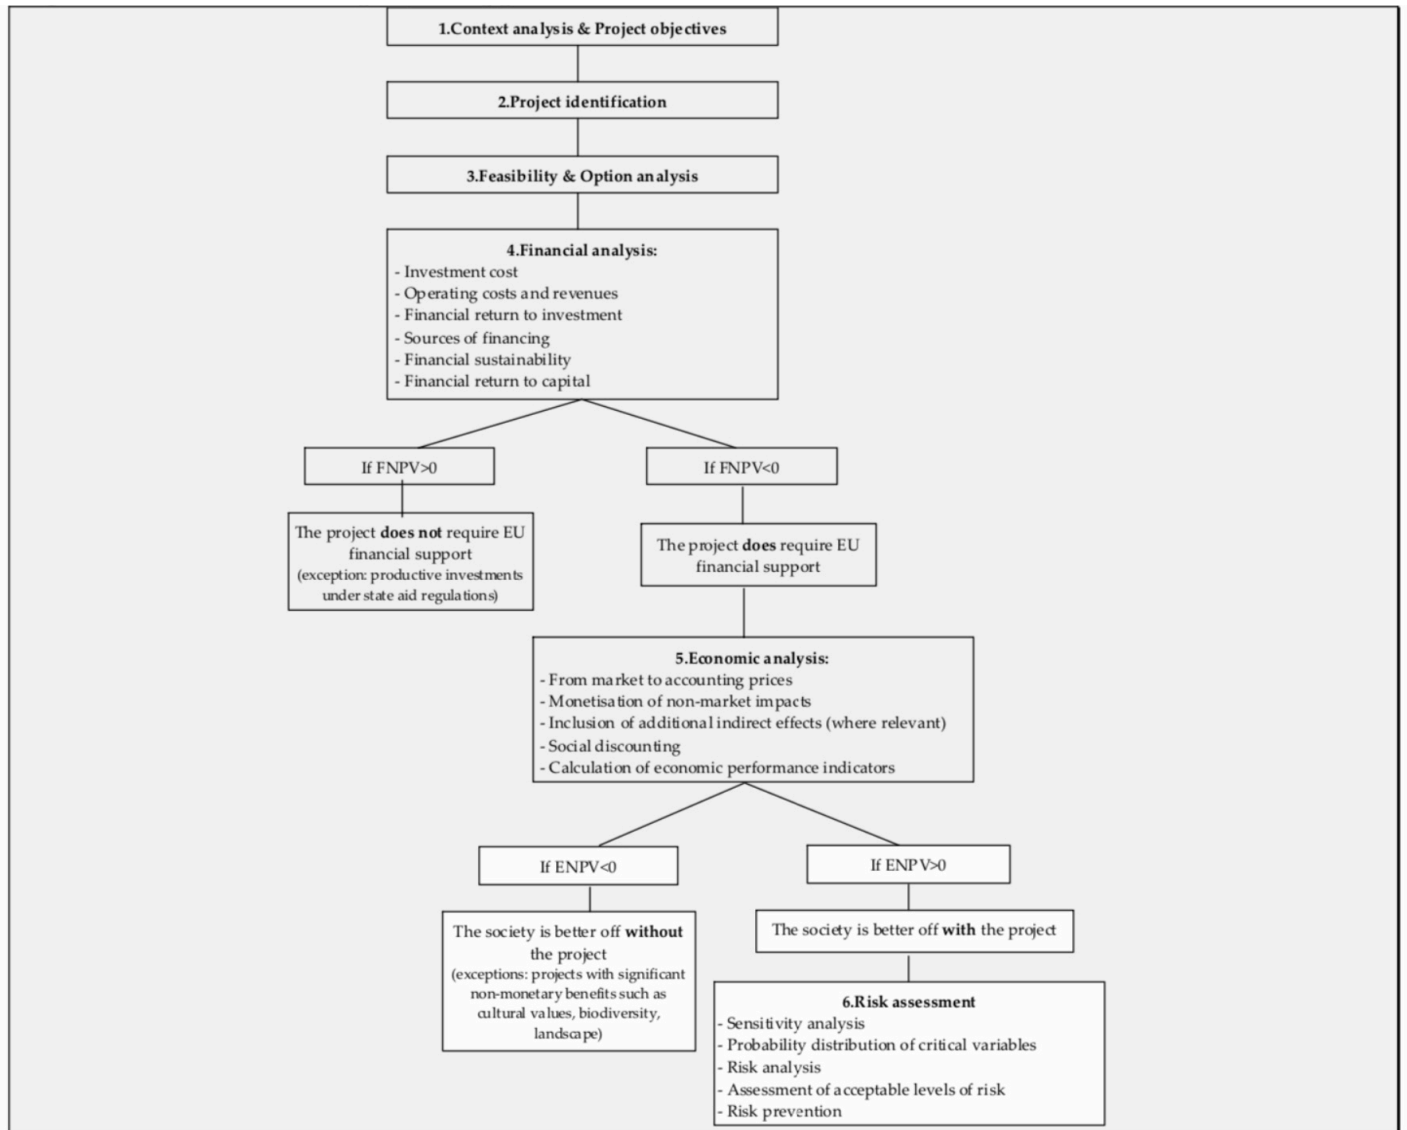 1.Context analysis & Project objectives
2.Project identification
3.Feasibility & Option analysis
4.Financial analysis:
- Investment cost
- Operating costs and revenues
- Financial return to investment
- Sources of financing
- Financial sustainability
- Financial return to capital
If FNPV>0
The project does not require EU
financial support
(exception: productive investments
under state aid regulations)
If FNPV<0
The project does require EU
financial support
5.Economic analysis:
- From market to accounting prices
- Monetisation of non-market impacts
- Inclusion of additional indirect effects (where relevant)
- Social discounting
- Calculation of economic performance indicators
If ENPV<0
The society is better off without
the project
(exceptions: projects with significant
non-monetary benefits such as
cultural values, biodiversity,
landscape)
If ENPV>0
The society is better off with the project
6.Risk assessment
- Sensitivity analysis
- Probability distribution of critical variables
- Risk analysis
- Assessment of acceptable levels of risk
- Risk prevention